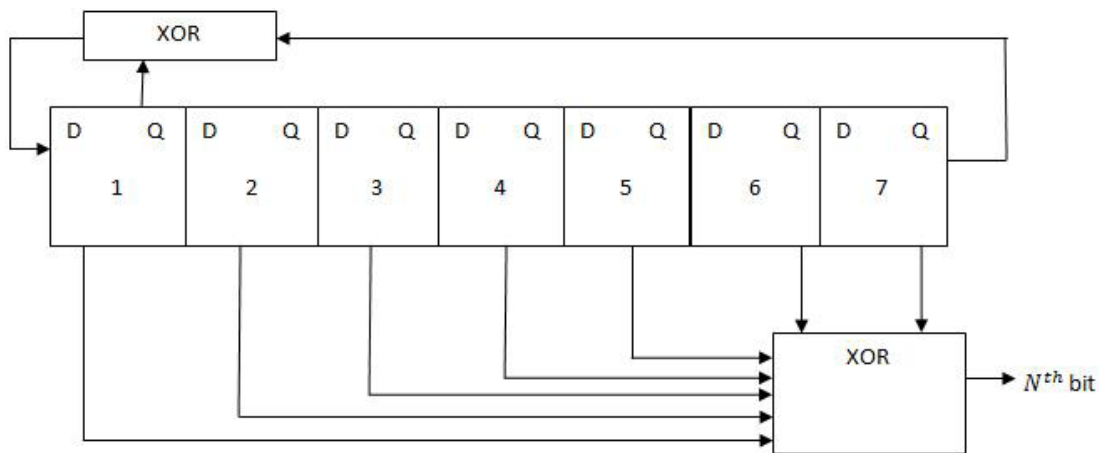 XOR
D Q D Q D Q D Q D Q D Q D Q
1 2 3 4 5 6 7
XOR
N^{th} bit